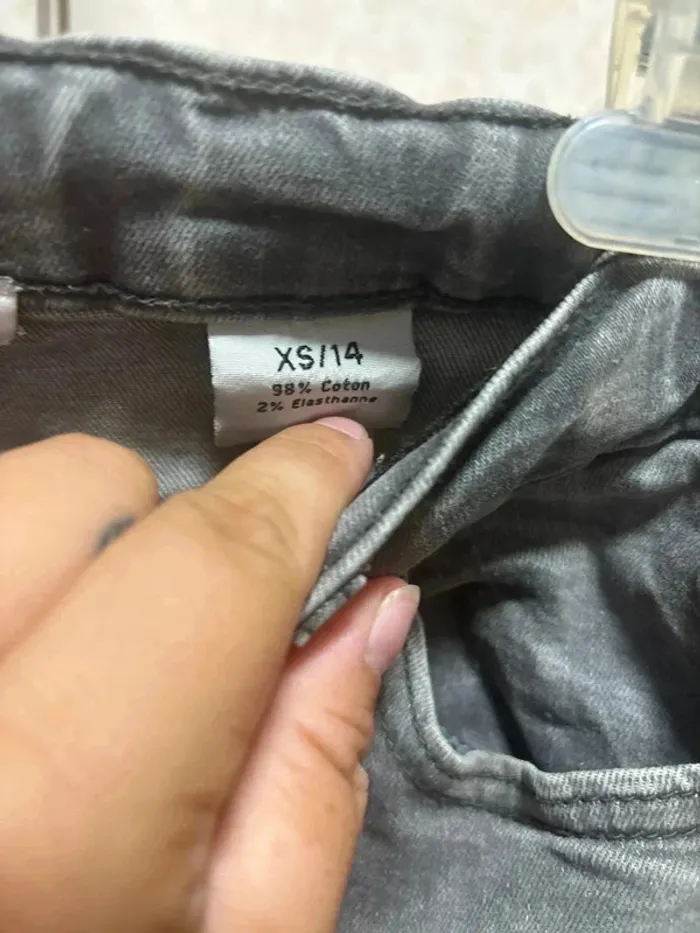 XS/14
98% Coton
2% Elasthanne